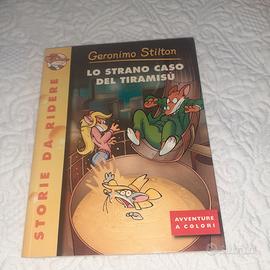 Geronimo Stilton
LO STRANO CASO
DEL TIRAMISÙ
STORIE DA RIDERE
AVVENTURE
A COLORI